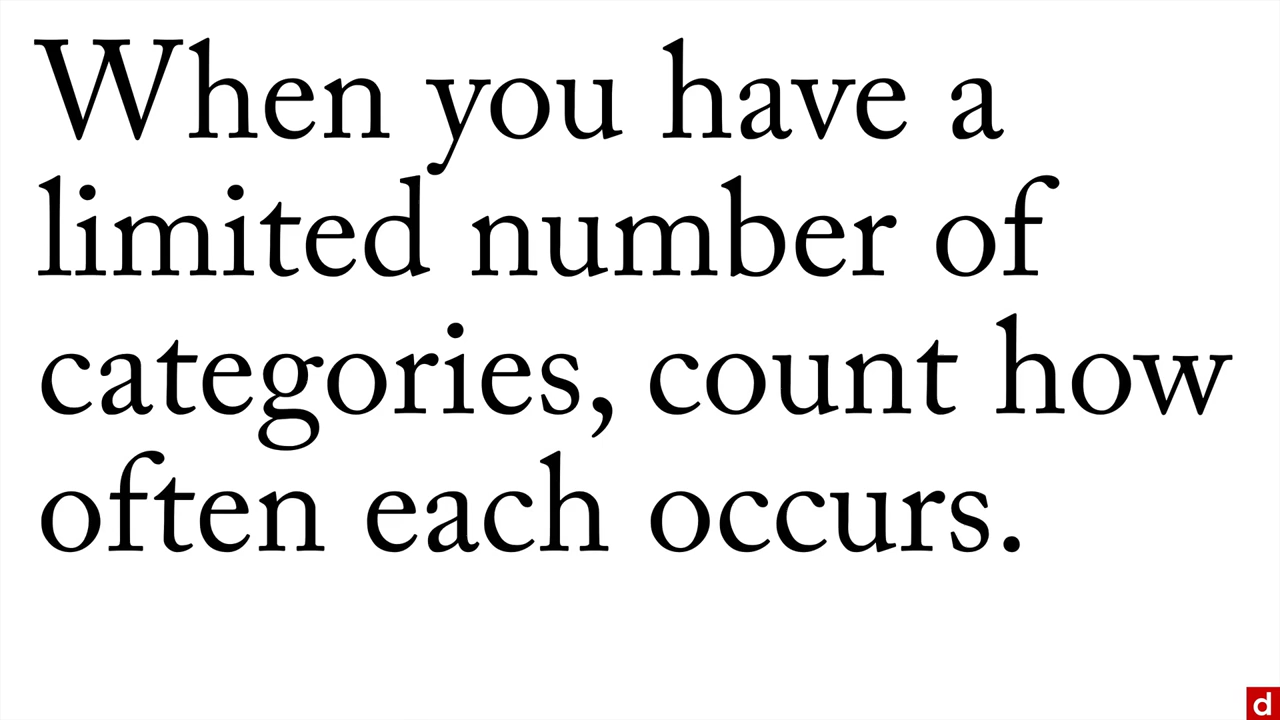 When you have a
limited number of
categories, count how
often each occurs.
d